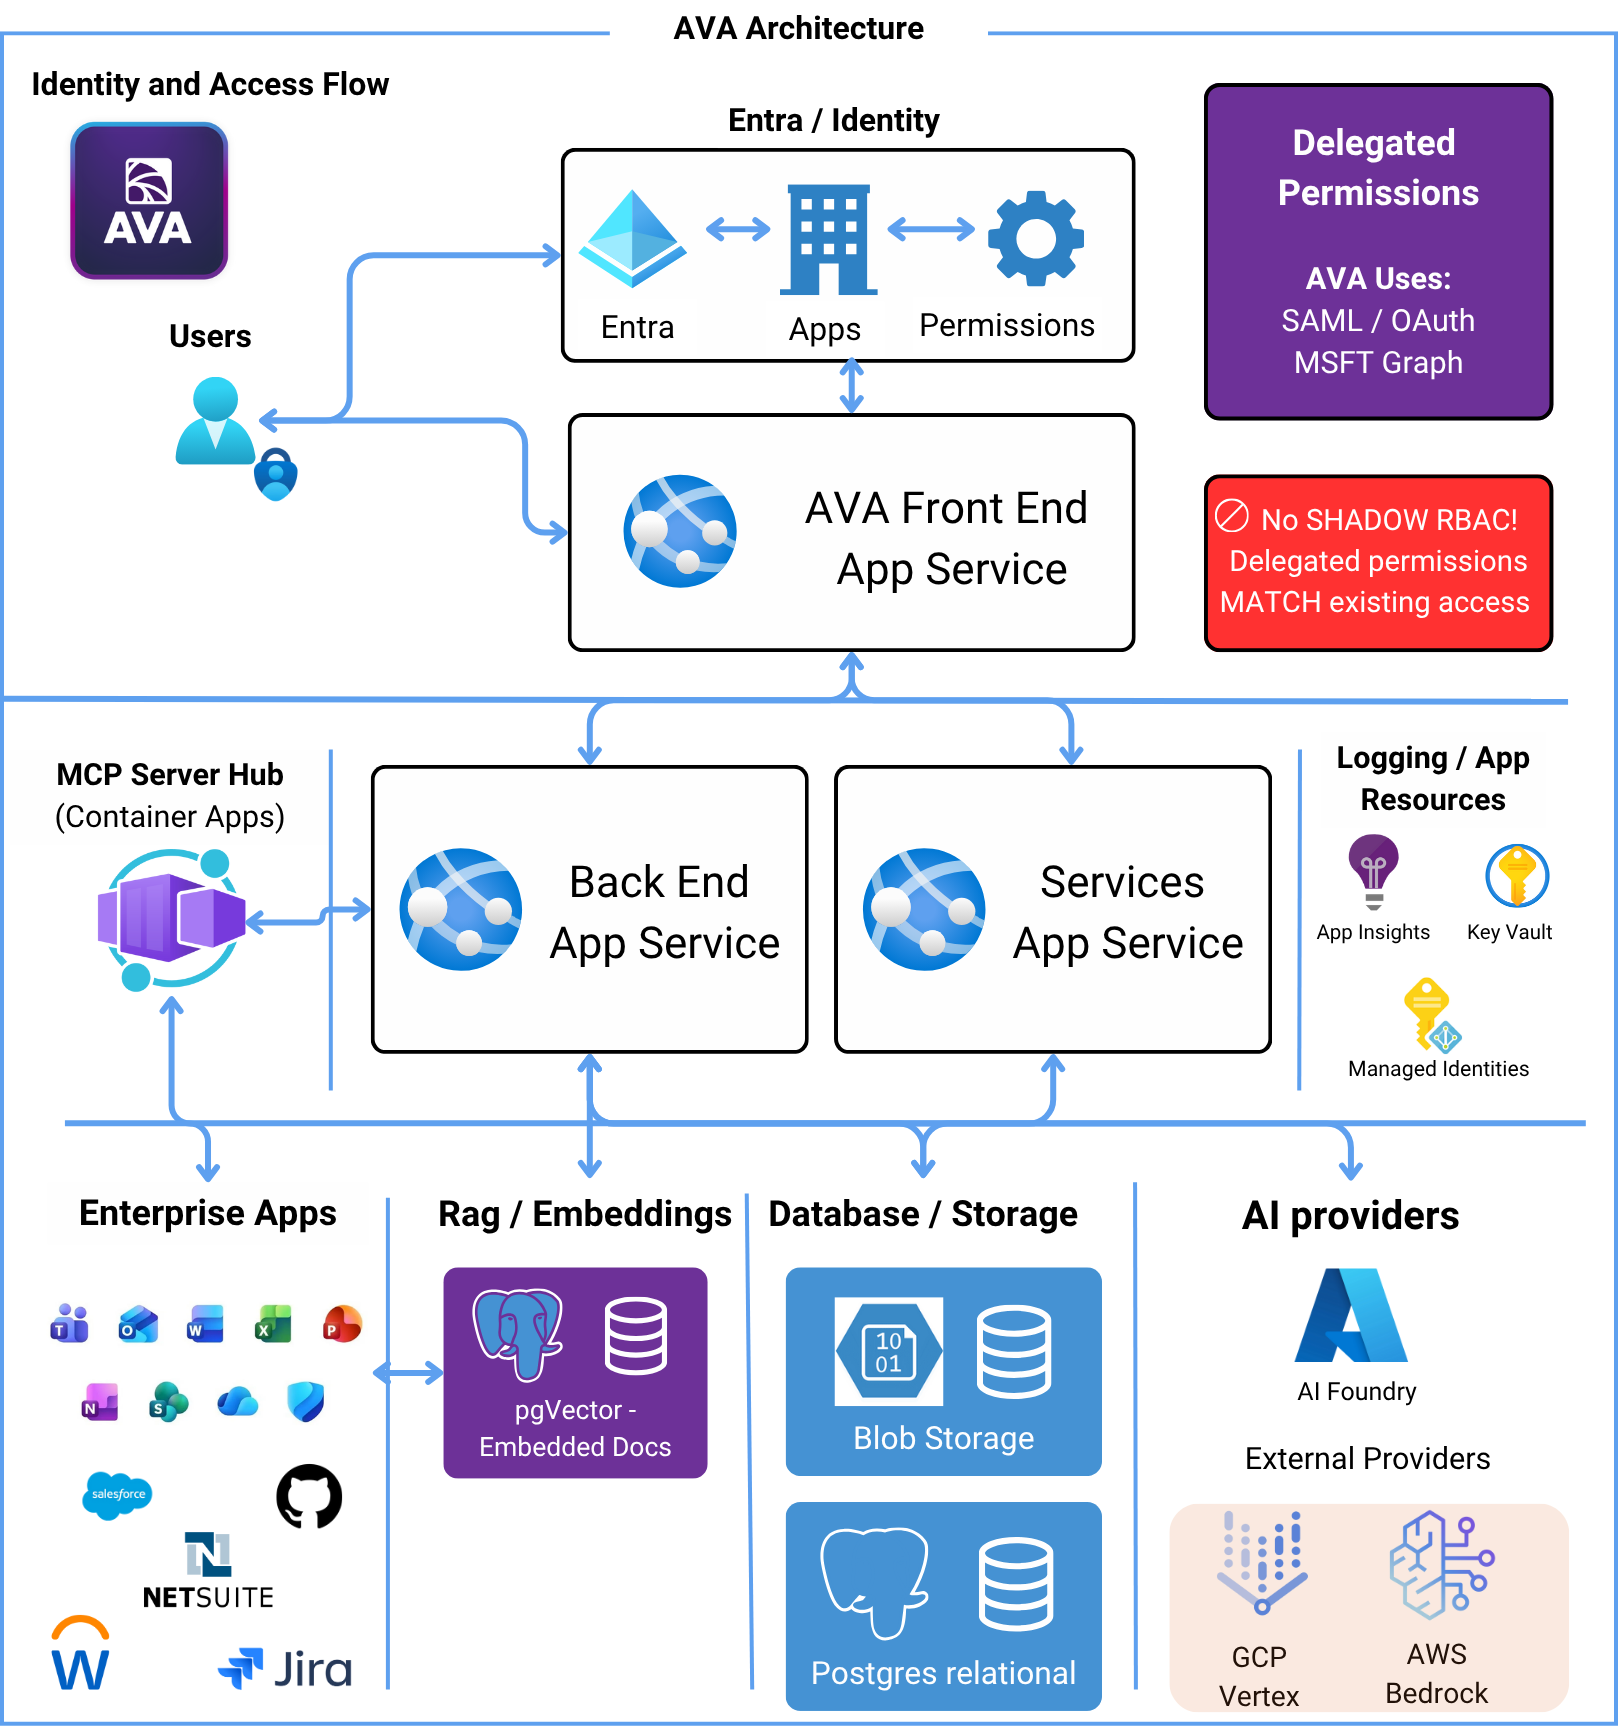 AVA Architecture
Identity and Access Flow
AVA
Users
Entra / Identity
Entra
Apps
Permissions
Delegated
Permissions
AVA Uses:
SAML / OAuth
MSFT Graph
No SHADOW RBAC!
Delegated permissions
MATCH existing access
AVA Front End
App Service
MCP Server Hub
(Container Apps)
Back End
App Service
Services
App Service
Logging / App
Resources
App Insights
Key Vault
Managed Identities
Enterprise Apps
T
O
W
X
P
N
S
salesforce
N
NETSUITE
W
Jira
Rag / Embeddings
pgVector -
Embedded Docs
Database / Storage
10
01
Blob Storage
Postgres relational
AI providers
AI Foundry
External Providers
GCP
Vertex
AWS
Bedrock